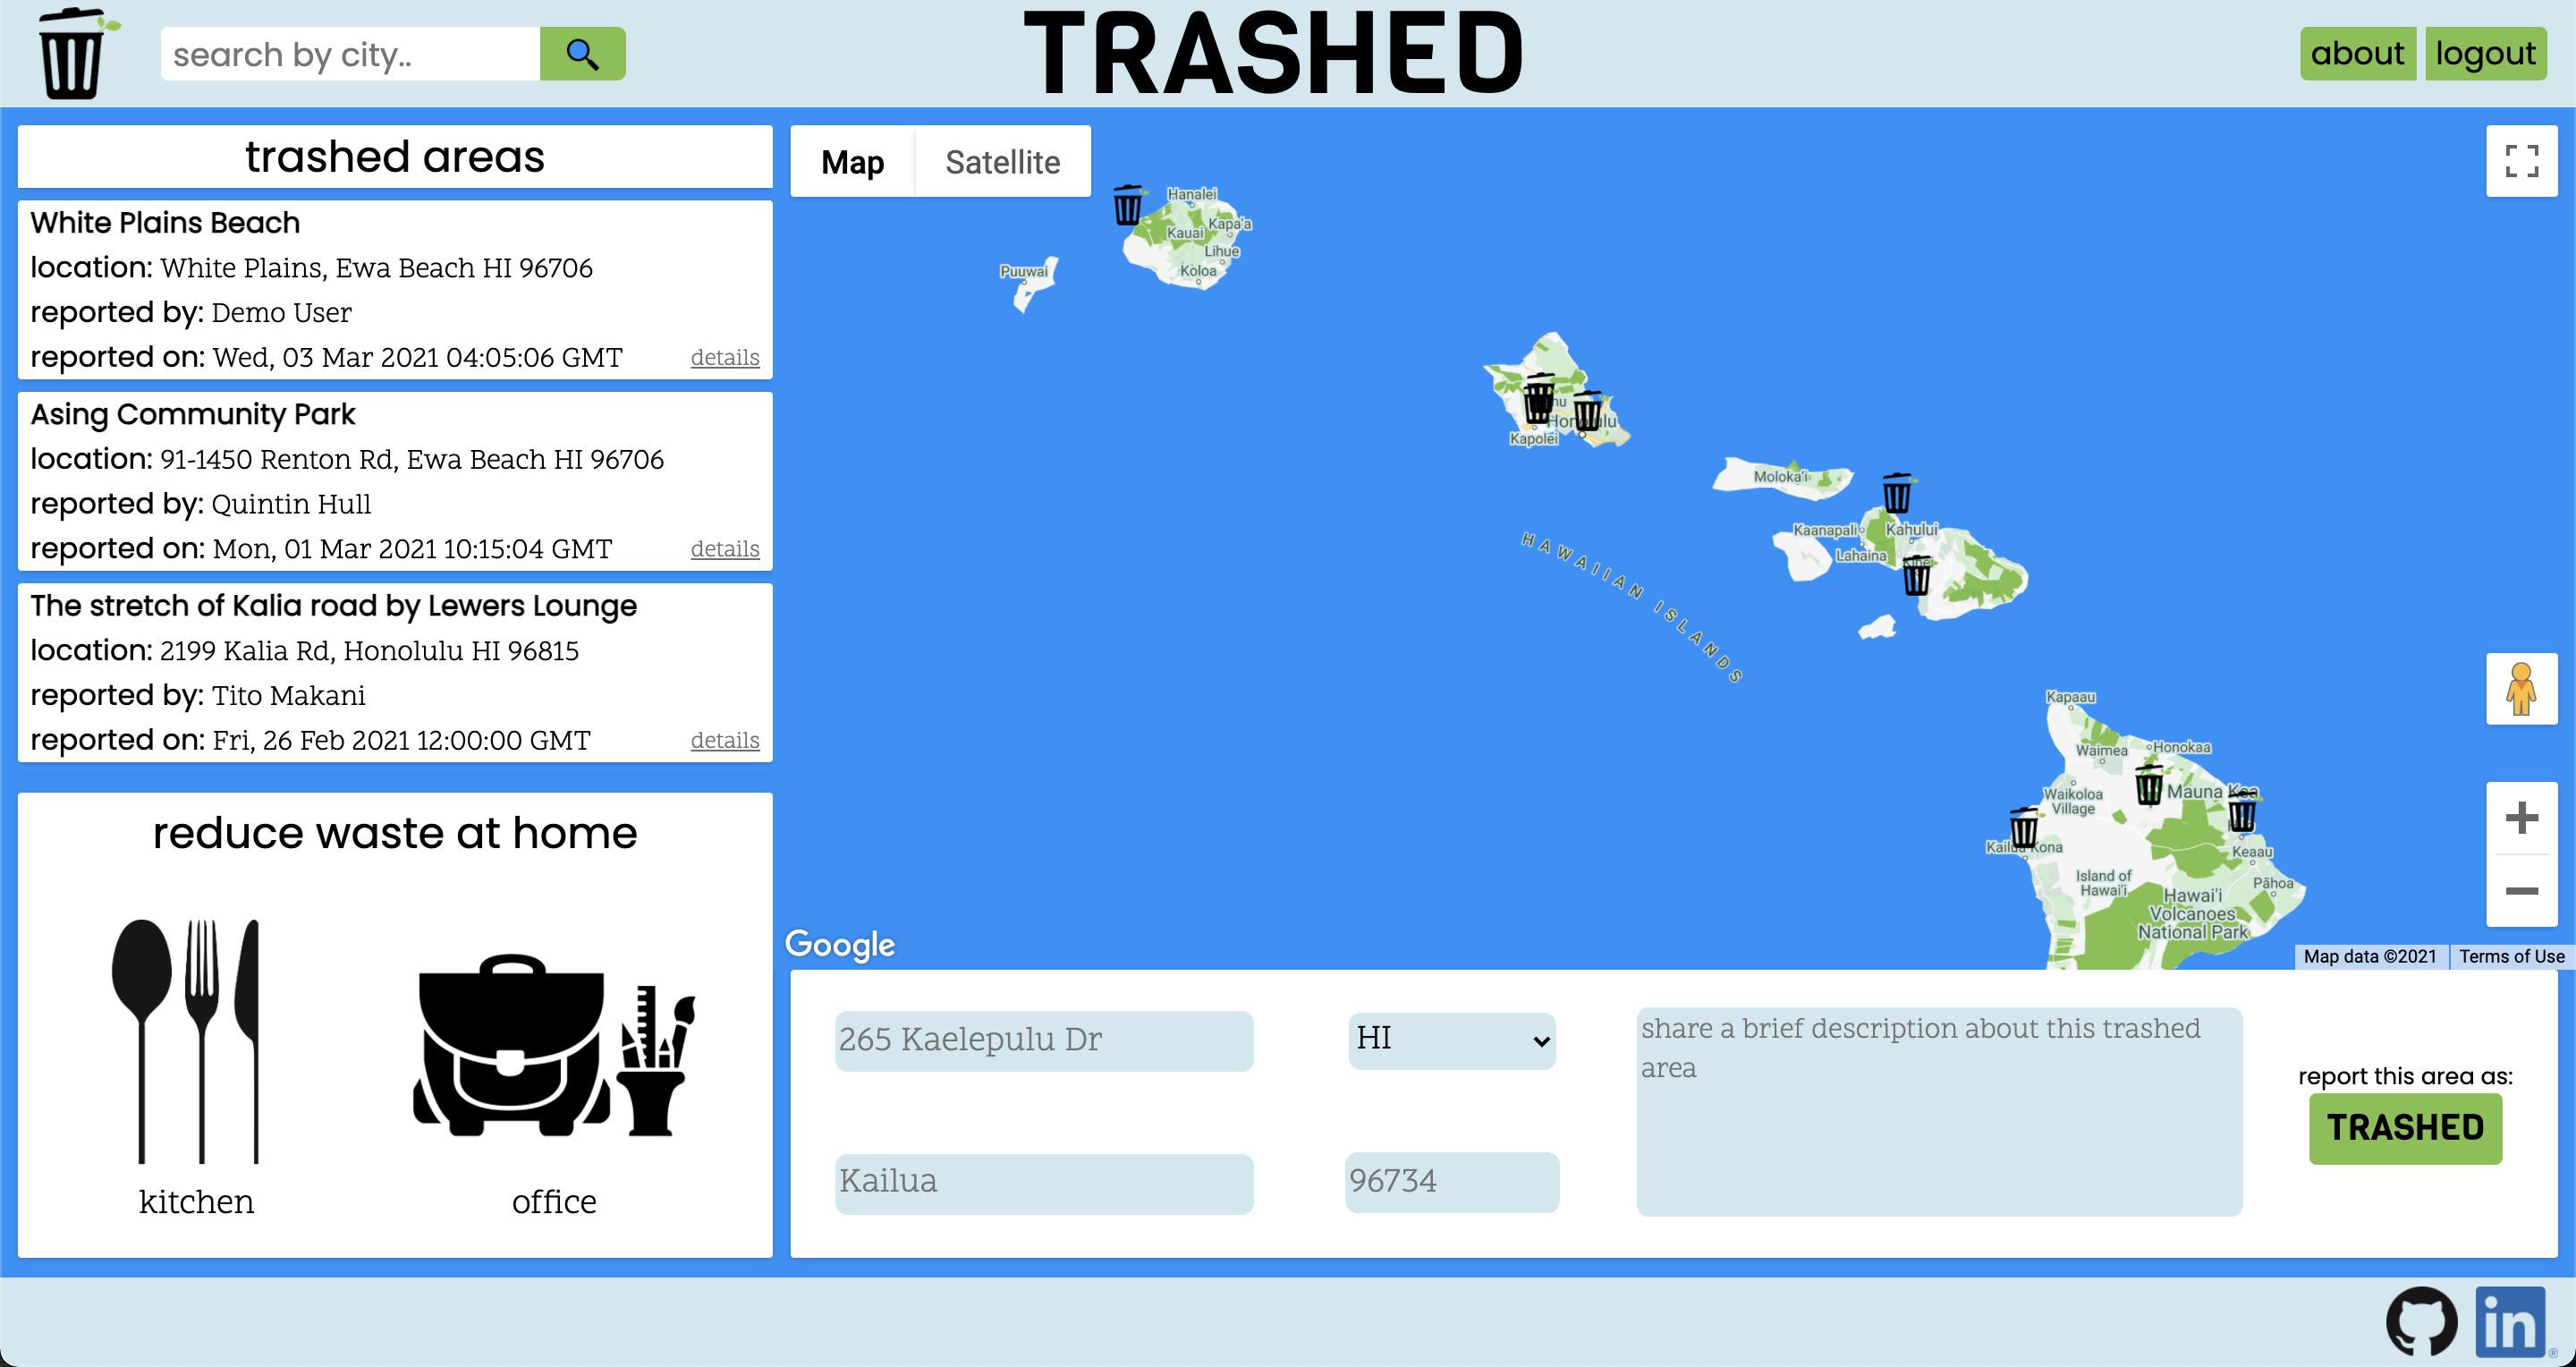 search by city..
TRASHED
about
logout
trashed areas
White Plains Beach
location: White Plains, Ewa Beach HI 96706
reported by: Demo User
reported on: Wed, 03 Mar 2021 04:05:06 GMT
details
Asing Community Park
location: 91-1450 Renton Rd, Ewa Beach HI 96706
reported by: Quintin Hull
reported on: Mon, 01 Mar 2021 10:15:04 GMT
details
The stretch of Kalia road by Lewers Lounge
location: 2199 Kalia Rd, Honolulu HI 96815
reported by: Tito Makani
reported on: Fri, 26 Feb 2021 12:00:00 GMT
details
reduce waste at home
kitchen
office
Map
Satellite
Hanalei
Kapa'a
Kauai
Lihue
Koloa
Puuwai
Honolulu
Kapolei
Moloka'i
Kaanapali
Kahului
Lahaina
HAWAIIAN ISLANDS
Kapaau
Waimea
Honokaa
Waikoloa
Village
Mauna Kea
Kailua-Kona
Keaau
Island of
Hawai'i
Pāhoa
Hawai'i
Volcanoes
National Park
Google
Map data ©2021
Terms of Use
265 Kaelepulu Dr
HI
share a brief description about this trashed
area
Kailua
96734
report this area as:
TRASHED
in